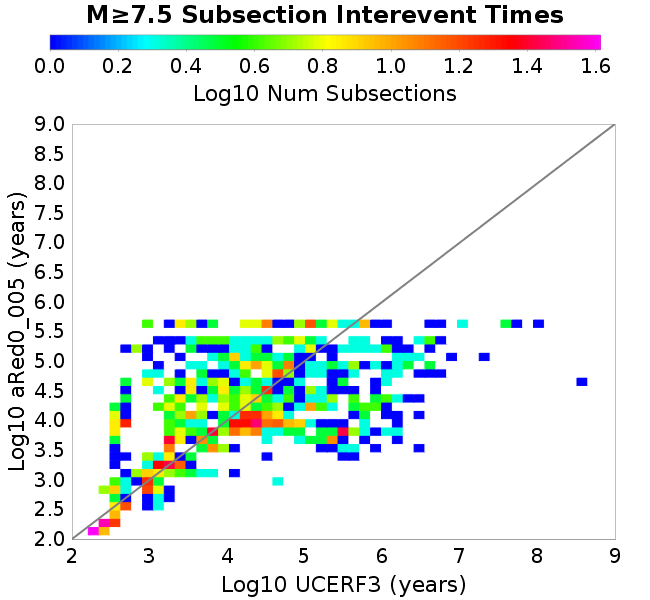 M≥7.5 Subsection Interevent Times
0.0 0.2 0.4 0.6 0.8 1.0 1.2 1.4 1.6
Log10 Num Subsections
9.0
8.5
8.0
7.5
7.0
6.5
6.0
5.5
5.0
4.5
4.0
3.5
3.0
2.5
2.0
Log10 aRed0_005 (years)
2 3 4 5 6 7 8 9
Log10 UCERF3 (years)